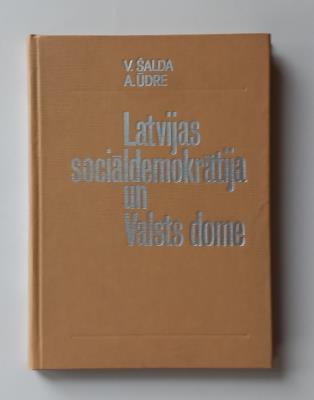 V. ŠALDA
A. ŪDRE
Latvijas
sociāldemokrātija
un
Valsts dome